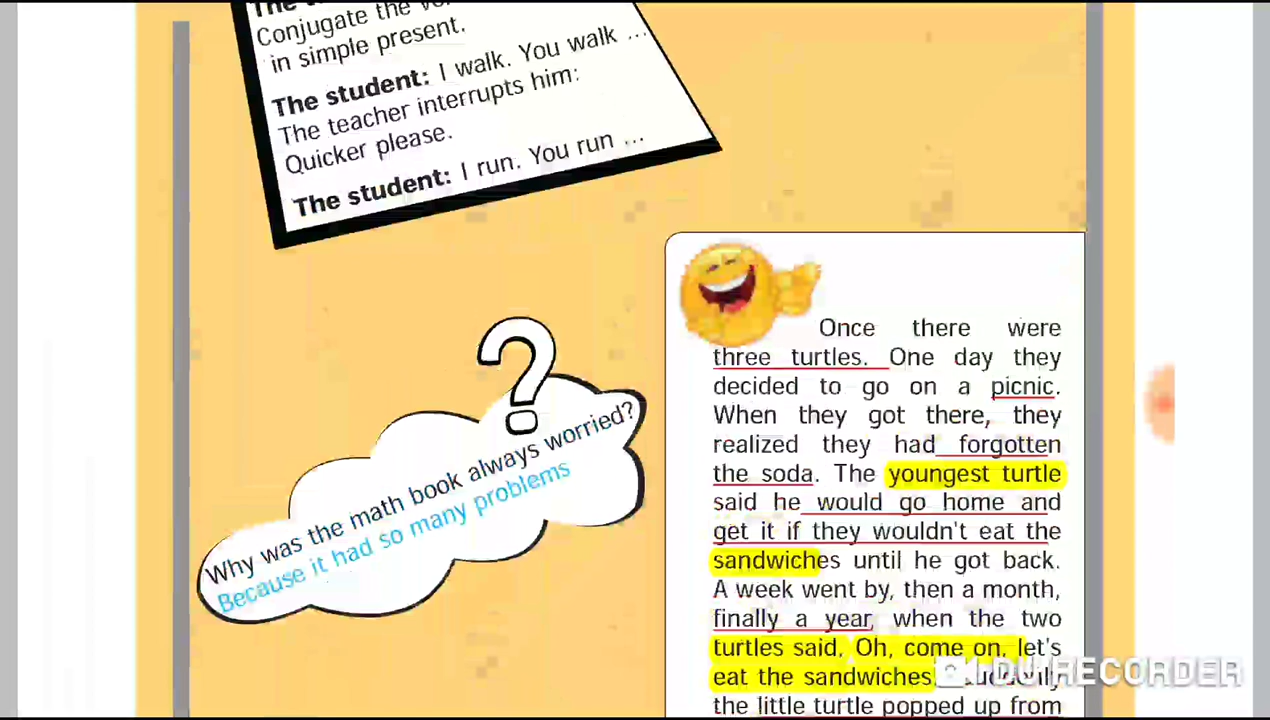 Conjugate the
in simple present.
The student: I walk. You walk ...
The teacher interrupts him:
Quicker please.
The student: I run. You run ...
?
Why was the math book always worried?
Because it had so many problems
Once there were
three turtles. One day they
decided to go on a picnic.
When they got there, they
realized they had forgotten
the soda. The youngest turtle
said he would go home and
get it if they wouldn't eat the
sandwiches until he got back.
A week went by, then a month,
finally a year, when the two
turtles said, Oh, come on, let's
eat the sandwiches. Suddenly
the little turtle popped up from
DU RECORDER